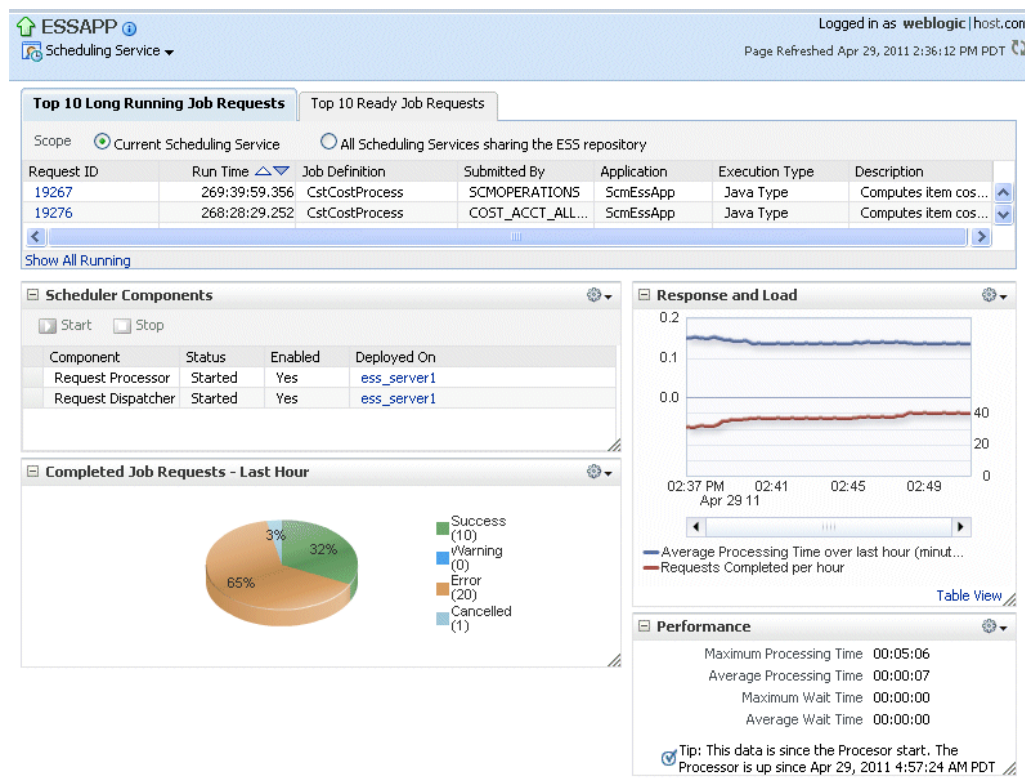 ESSAPP
Logged in as weblogic|host.com
Scheduling Service
Page Refreshed Apr 29, 2011 2:36:12 PM PDT
Top 10 Long Running Job Requests
Top 10 Ready Job Requests
Scope Current Scheduling Service All Scheduling Services sharing the ESS repository
Request ID Run Time Job Definition Submitted By Application Execution Type Description
19267 269:39:59.356 CstCostProcess SCMOPERATIONS ScmEssApp Java Type Computes item cos...
19276 268:28:29.252 CstCostProcess COST_ACCT_ALL... ScmEssApp Java Type Computes item cos...
Show All Running
Scheduler Components
Start Stop
Component Status Enabled Deployed On
Request Processor Started Yes ess_server1
Request Dispatcher Started Yes ess_server1
Completed Job Requests - Last Hour
3%
32%
65%
Success
(10)
Warning
(0)
Error
(20)
Cancelled
(1)
Response and Load
0.2
0.1
0.0
40
20
0
02:37 PM 02:41 02:45 02:49
Apr 29 11
Average Processing Time over last hour (minut...
Requests Completed per hour
Table View
Performance
Maximum Processing Time 00:05:06
Average Processing Time 00:00:07
Maximum Wait Time 00:00:00
Average Wait Time 00:00:00
Tip: This data is since the Procesor start. The
Processor is up since Apr 29, 2011 4:57:24 AM PDT